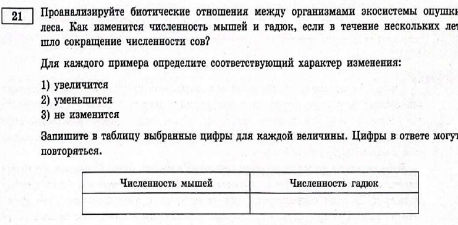 21
Проанализируйте биотические отношения между организмами экосистемы опушки
леса. Как изменится численность мышей и гадюк, если в течение нескольких лет
шло сокращение численности сов?
Для каждого примера определите соответствующий характер изменения:
1) увеличится
2) уменьшится
3) не изменится
Запишите в таблицу выбранные цифры для каждой величины. Цифры в ответе могут
повторяться.
Численность мышей Численность гадюк